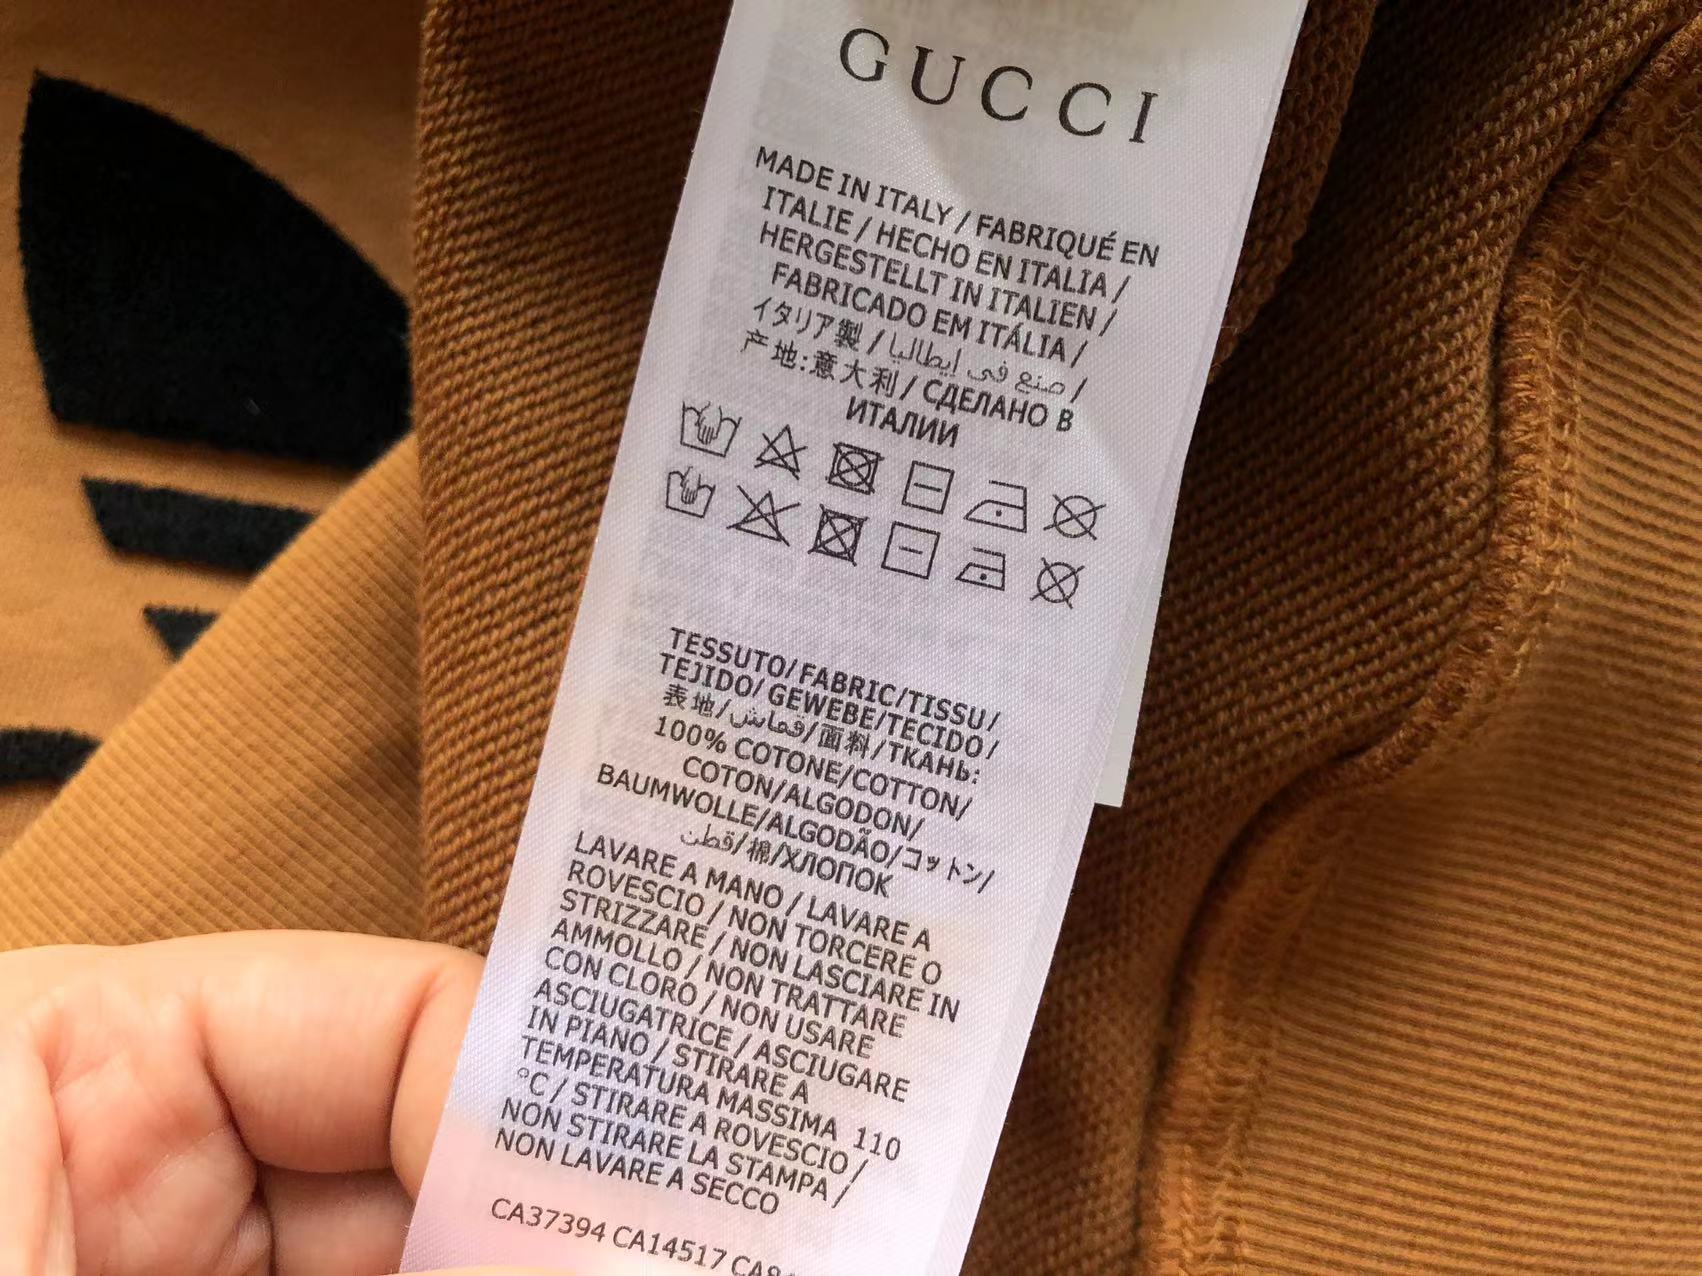 GUCCI
MADE IN ITALY / FABRIQUÉ EN
ITALIE / HECHO EN ITALIA /
HERGESTELLT IN ITALIEN /
FABRICADO EM ITÁLIA /
イタリア製 / صنع في إيطاليا /
产地:意大利 / СДЕЛАНО В
ИТАЛИИ
TESSUTO/FABRIC/TISSU/
TEJIDO/GEWEBE/TECIDO/
表地/قماش/面料/ТКАНЬ:
100% COTONE/COTTON/
COTON/ALGODON/
BAUMWOLLE/ALGODÃO/コットン/
قطن/棉/ХЛОПОК
LAVARE A MANO / LAVARE A
ROVESCIO / NON TORCERE O
STRIZZARE / NON LASCIARE IN
AMMOLLO / NON TRATTARE
CON CLORO / NON USARE
ASCIUGATRICE / ASCIUGARE
IN PIANO / STIRARE A
TEMPERATURA MASSIMA 110
°C / STIRARE A ROVESCIO /
NON STIRARE LA STAMPA /
NON LAVARE A SECCO
CA37394 CA14517